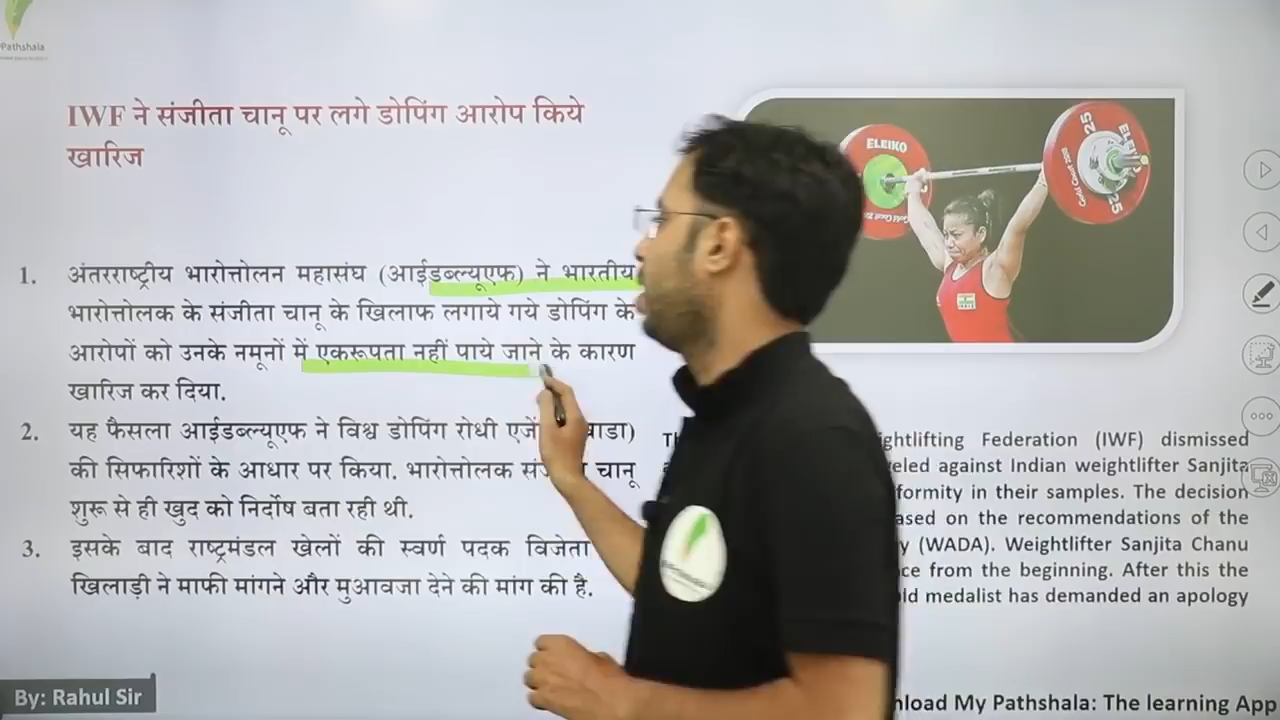 Pathshala
IWF ने संजीता चानू पर लगे डोपिंग आरोप किये
खारिज
1. अंतरराष्ट्रीय भारोत्तोलन महासंघ (आईडब्ल्यूएफ) ने भारतीय
भारोत्तोलक के संजीता चानू के खिलाफ लगाये गये डोपिंग के
आरोपों को उनके नमूनों में एकरूपता नहीं पाये जाने के कारण
खारिज कर दिया.
2. यह फैसला आईडब्ल्यूएफ ने विश्व डोपिंग रोधी एजें वाडा)
की सिफारिशों के आधार पर किया. भारोत्तोलक सं चानू
शुरू से ही खुद को निर्दोष बता रही थी.
3. इसके बाद राष्ट्रमंडल खेलों की स्वर्ण पदक विजेता
खिलाड़ी ने माफी मांगने और मुआवजा देने की मांग की है.
ELEIKO
25
25
INDIA
ightlifting Federation (IWF) dismissed
eled against Indian weightlifter Sanjita
formity in their samples. The decision
ased on the recommendations of the
y (WADA). Weightlifter Sanjita Chanu
ce from the beginning. After this the
ld medalist has demanded an apology
Pathshala
By: Rahul Sir
nload My Pathshala: The learning App